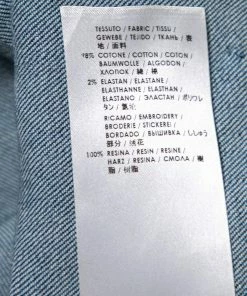 TESSUTO / FABRIC / TISSU /
GEWEBE / TEJIDO / ТКАНЬ / 表
地 / 面料
98% COTONE / COTTON / COTON /
BAUMWOLLE / ALGODON /
ХЛОПОК / 綿 / 棉
2% ELASTAN / ELASTANE /
ELASTHANNE / ELASTHAN /
ELASTANO / ЭЛАСТАН / ポリウレ
タン / 氨纶
RICAMO / EMBROIDERY /
BRODERIE / STICKEREI /
BORDADO / ВЫШИВКА / ししゅう
部分 / 绣花
100% RESINA / RESIN / RESINE /
HARZ / RESINA / СМОЛА / 樹
脂 / 树脂